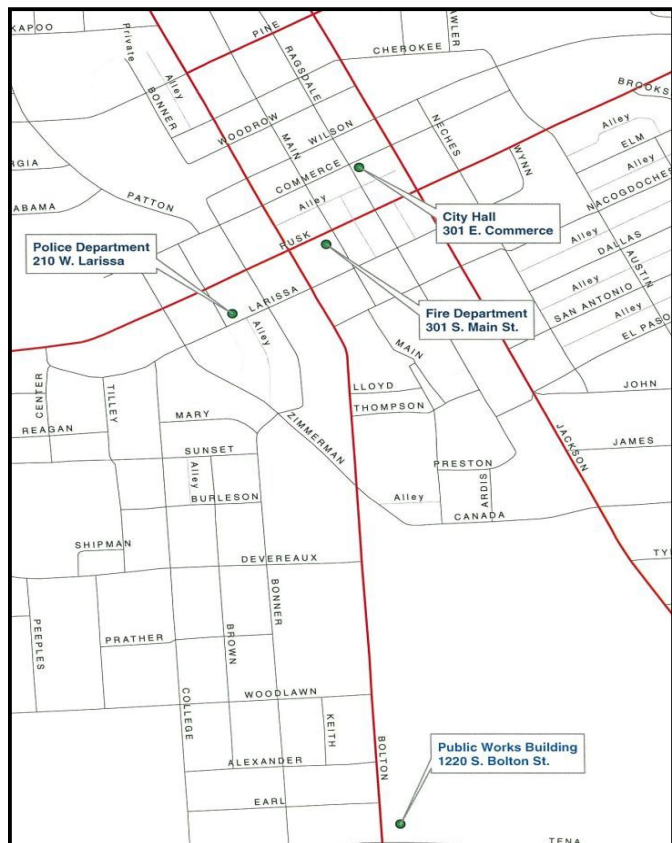 KAPOO
Private
PINE
RAGSDALE
CHEROKEE
Alley
BONNER
WOODROW
MAIN
WILSON
NECHES
BROOKS
Alley
ELM
Alley
WYNN
COMMERCE
NACOGDOCHES
PATTON
Alley
City Hall
301 E. Commerce
RUSK
Police Department
210 W. Larissa
Alley
DALLAS
AUSTIN
Alley
SAN ANTONIO
LARISSA
Alley
Fire Department
301 S. Main St.
Alley
EL PASO
MAIN
CENTER
TILLEY
LLOYD
JOHN
MARY
THOMPSON
REAGAN
ZIMMERMAN
JACKSON
SUNSET
JAMES
Alley
PRESTON
ARDIS
BURLESON
Alley
CANADA
SHIPMAN
DEVEREAUX
BONNER
PEEPLES
PRATHER
BROWN
COLLEGE
WOODLAWN
KEITH
BOLTON
ALEXANDER
Public Works Building
1220 S. Bolton St.
EARL
TENA